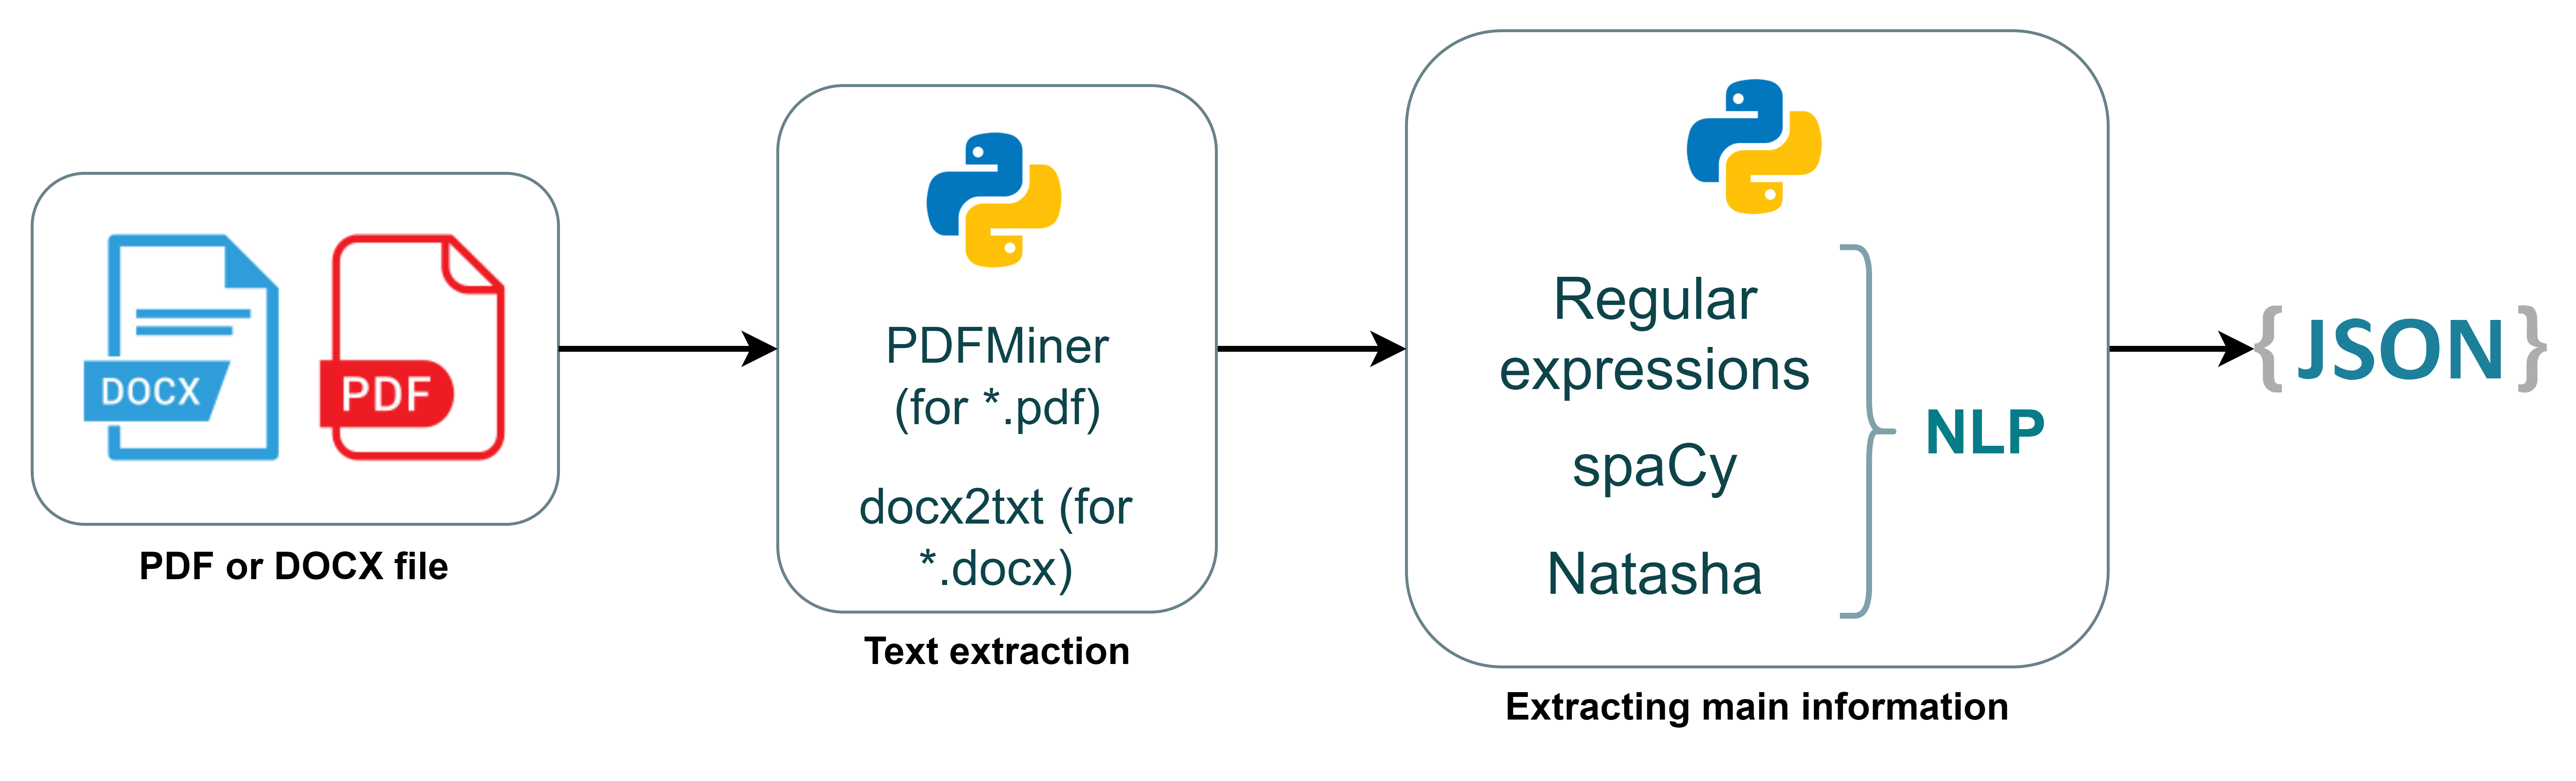 DOCX
PDF
PDF or DOCX file
PDFMiner
(for *.pdf)
docx2txt (for
*.docx)
Text extraction
Regular
expressions
spaCy
Natasha
NLP
Extracting main information
{ JSON }